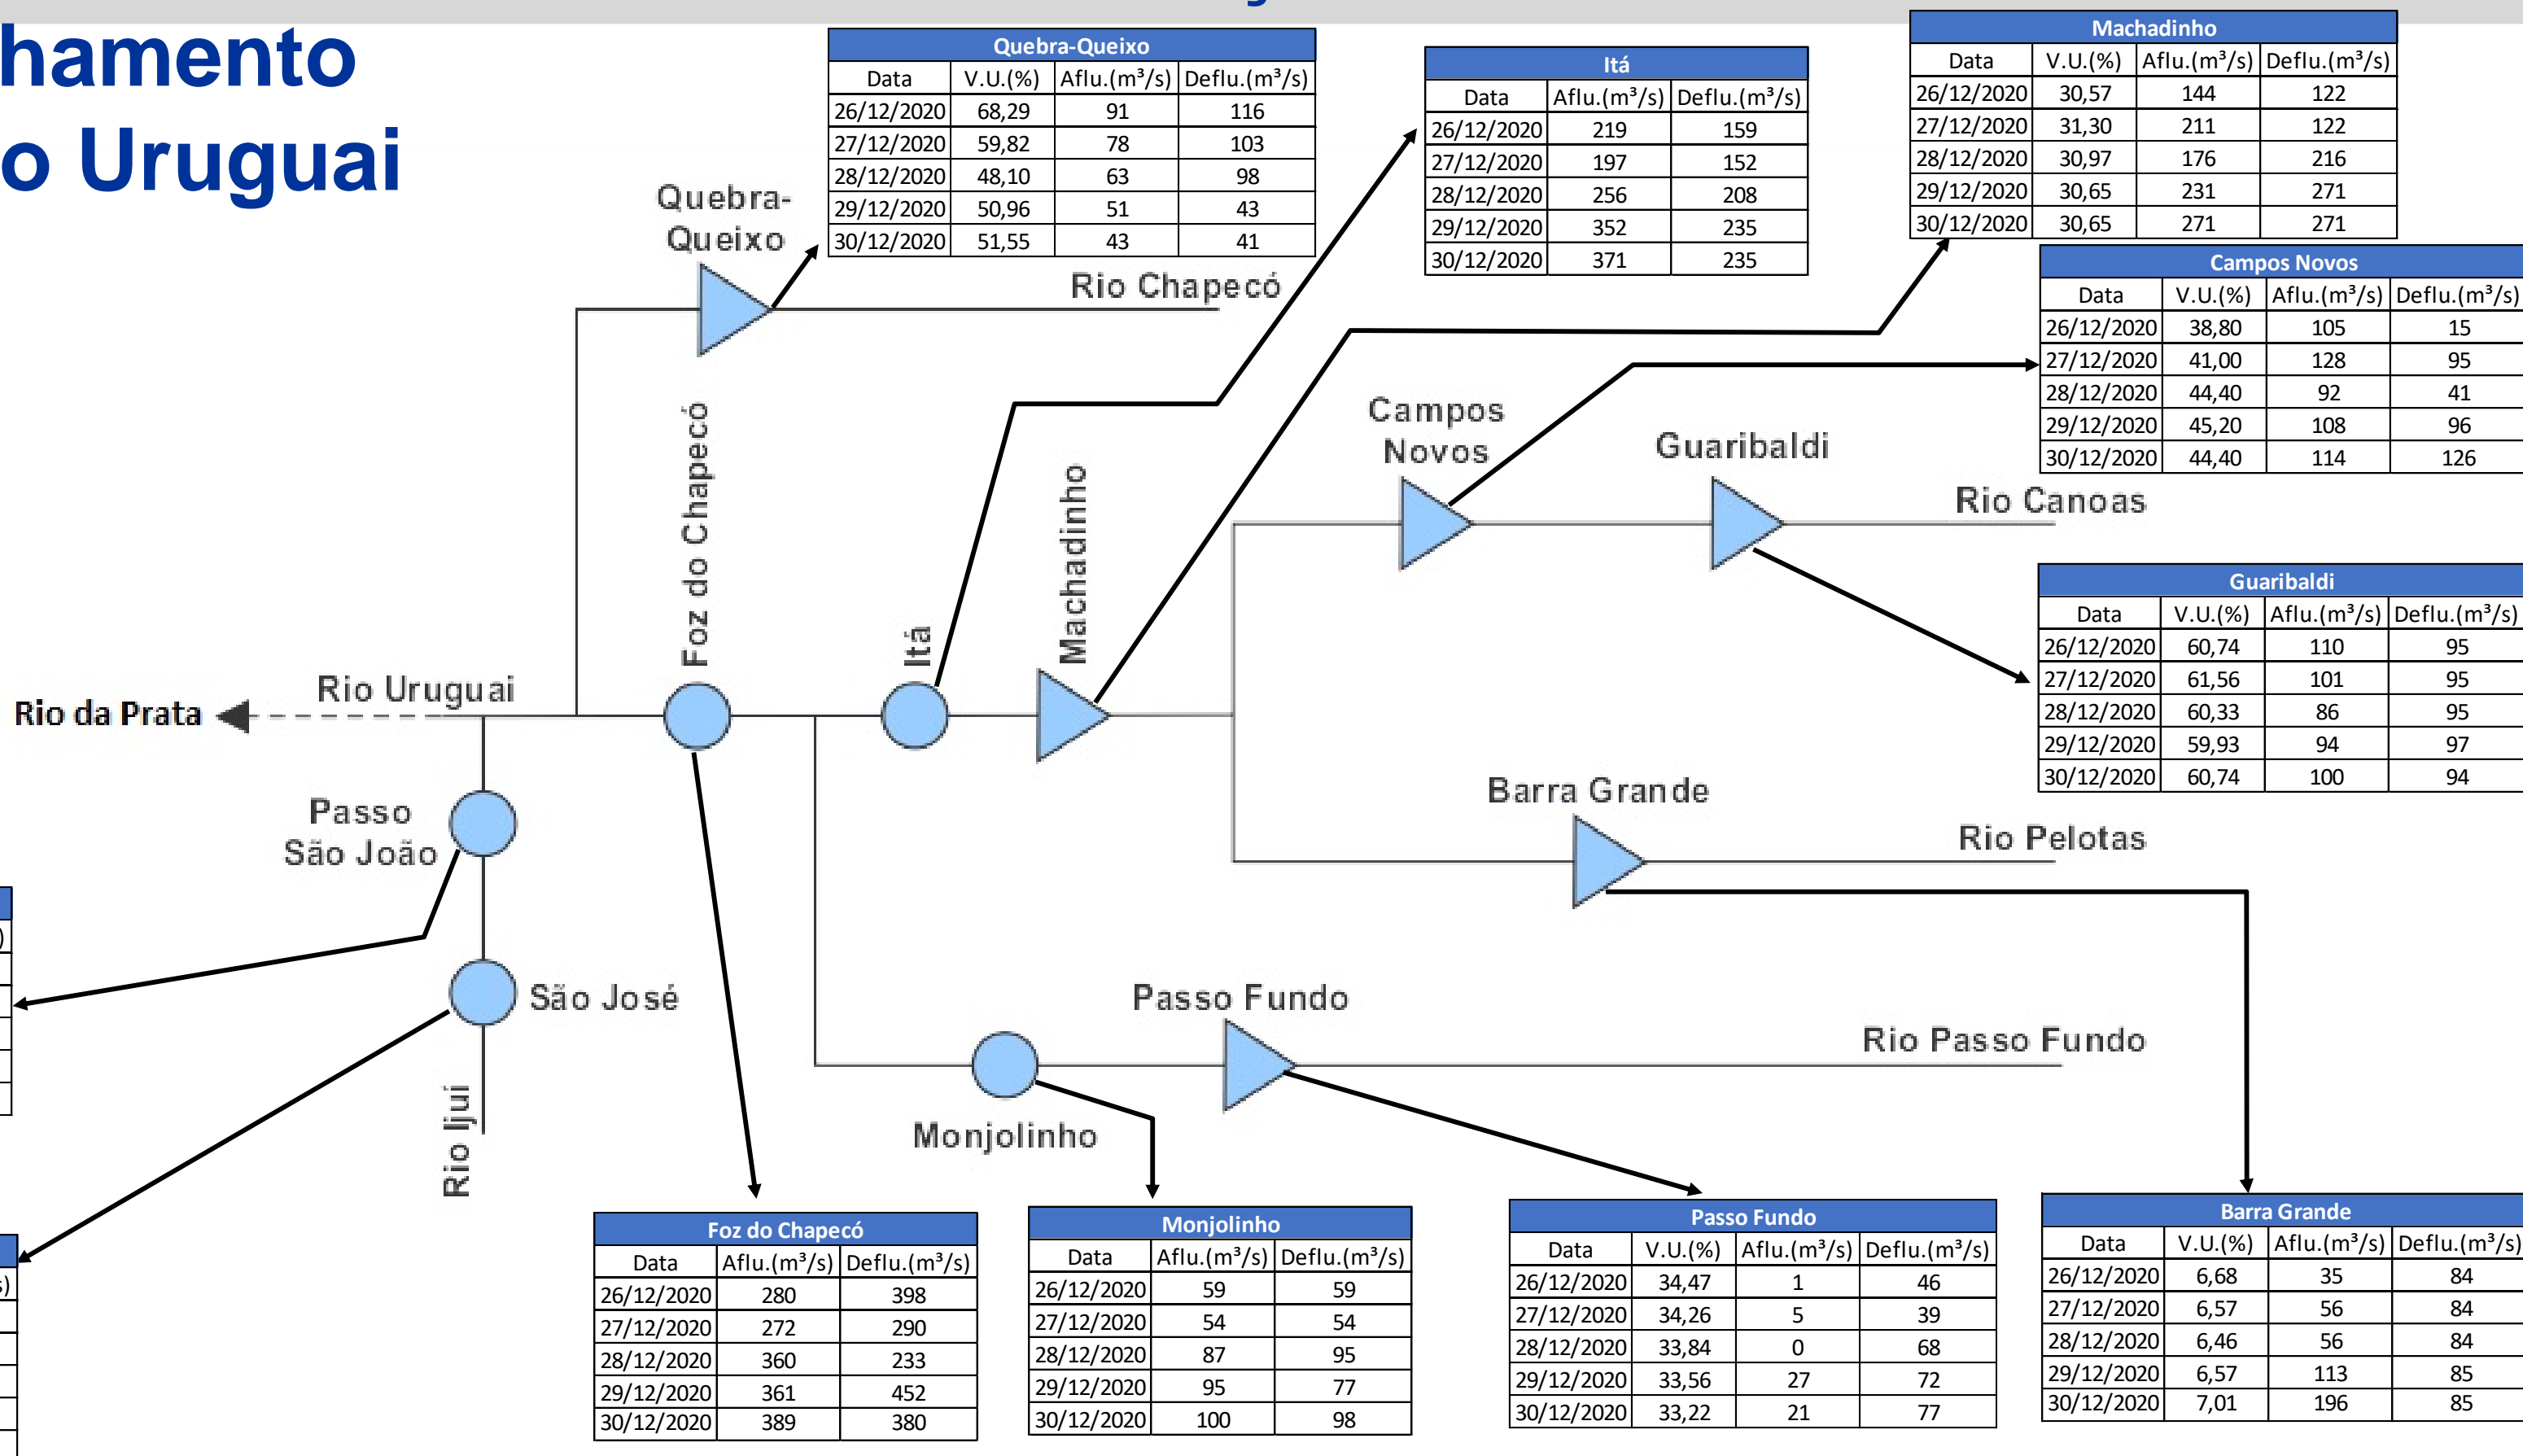 hamento
o Uruguai
Quebra-Queixo
Data V.U.(%) Aflu.(m³/s) Deflu.(m³/s)
26/12/2020 68,29 91 116
27/12/2020 59,82 78 103
28/12/2020 48,10 63 98
29/12/2020 50,96 51 43
30/12/2020 51,55 43 41
Itá
Data Aflu.(m³/s) Deflu.(m³/s)
26/12/2020 219 159
27/12/2020 197 152
28/12/2020 256 208
29/12/2020 352 235
30/12/2020 371 235
Machadinho
Data V.U.(%) Aflu.(m³/s) Deflu.(m³/s)
26/12/2020 30,57 144 122
27/12/2020 31,30 211 122
28/12/2020 30,97 176 216
29/12/2020 30,65 231 271
30/12/2020 30,65 271 271
Campos Novos
Data V.U.(%) Aflu.(m³/s) Deflu.(m³/s)
26/12/2020 38,80 105 15
27/12/2020 41,00 128 95
28/12/2020 44,40 92 41
29/12/2020 45,20 108 96
30/12/2020 44,40 114 126
Quebra-
Queixo
Rio Chapecó
Foz do Chapecó
Itá
Machadinho
Campos
Novos
Guaribaldi
Rio Canoas
Guaribaldi
Data V.U.(%) Aflu.(m³/s) Deflu.(m³/s)
26/12/2020 60,74 110 95
27/12/2020 61,56 101 95
28/12/2020 60,33 86 95
29/12/2020 59,93 94 97
30/12/2020 60,74 100 94
Rio da Prata
Rio Uruguai
Passo
São João
São José
Rio Ijui
Barra Grande
Rio Pelotas
Passo Fundo
Rio Passo Fundo
Monjolinho
Foz do Chapecó
Data Aflu.(m³/s) Deflu.(m³/s)
26/12/2020 280 398
27/12/2020 272 290
28/12/2020 360 233
29/12/2020 361 452
30/12/2020 389 380
Monjolinho
Data Aflu.(m³/s) Deflu.(m³/s)
26/12/2020 59 59
27/12/2020 54 54
28/12/2020 87 95
29/12/2020 95 77
30/12/2020 100 98
Passo Fundo
Data V.U.(%) Aflu.(m³/s) Deflu.(m³/s)
26/12/2020 34,47 1 46
27/12/2020 34,26 5 39
28/12/2020 33,84 0 68
29/12/2020 33,56 27 72
30/12/2020 33,22 21 77
Barra Grande
Data V.U.(%) Aflu.(m³/s) Deflu.(m³/s)
26/12/2020 6,68 35 84
27/12/2020 6,57 56 84
28/12/2020 6,46 56 84
29/12/2020 6,57 113 85
30/12/2020 7,01 196 85